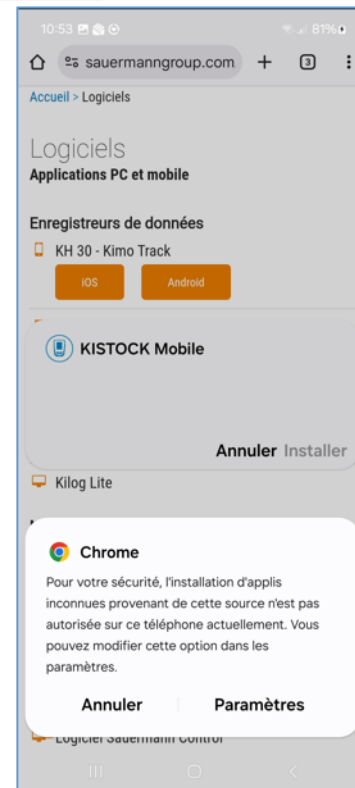 10:53
81%
sauermanngroup.com
3
Accueil > Logiciels
Logiciels
Applications PC et mobile
Enregistreurs de données
KH 30 - Kimo Track
iOS
Android
KISTOCK Mobile
Annuler Installer
Kilog Lite
Chrome
Pour votre sécurité, l'installation d'applis
inconnues provenant de cette source n'est pas
autorisée sur ce téléphone actuellement. Vous
pouvez modifier cette option dans les
paramètres.
Annuler
Paramètres
Logiciel Sauermann Control